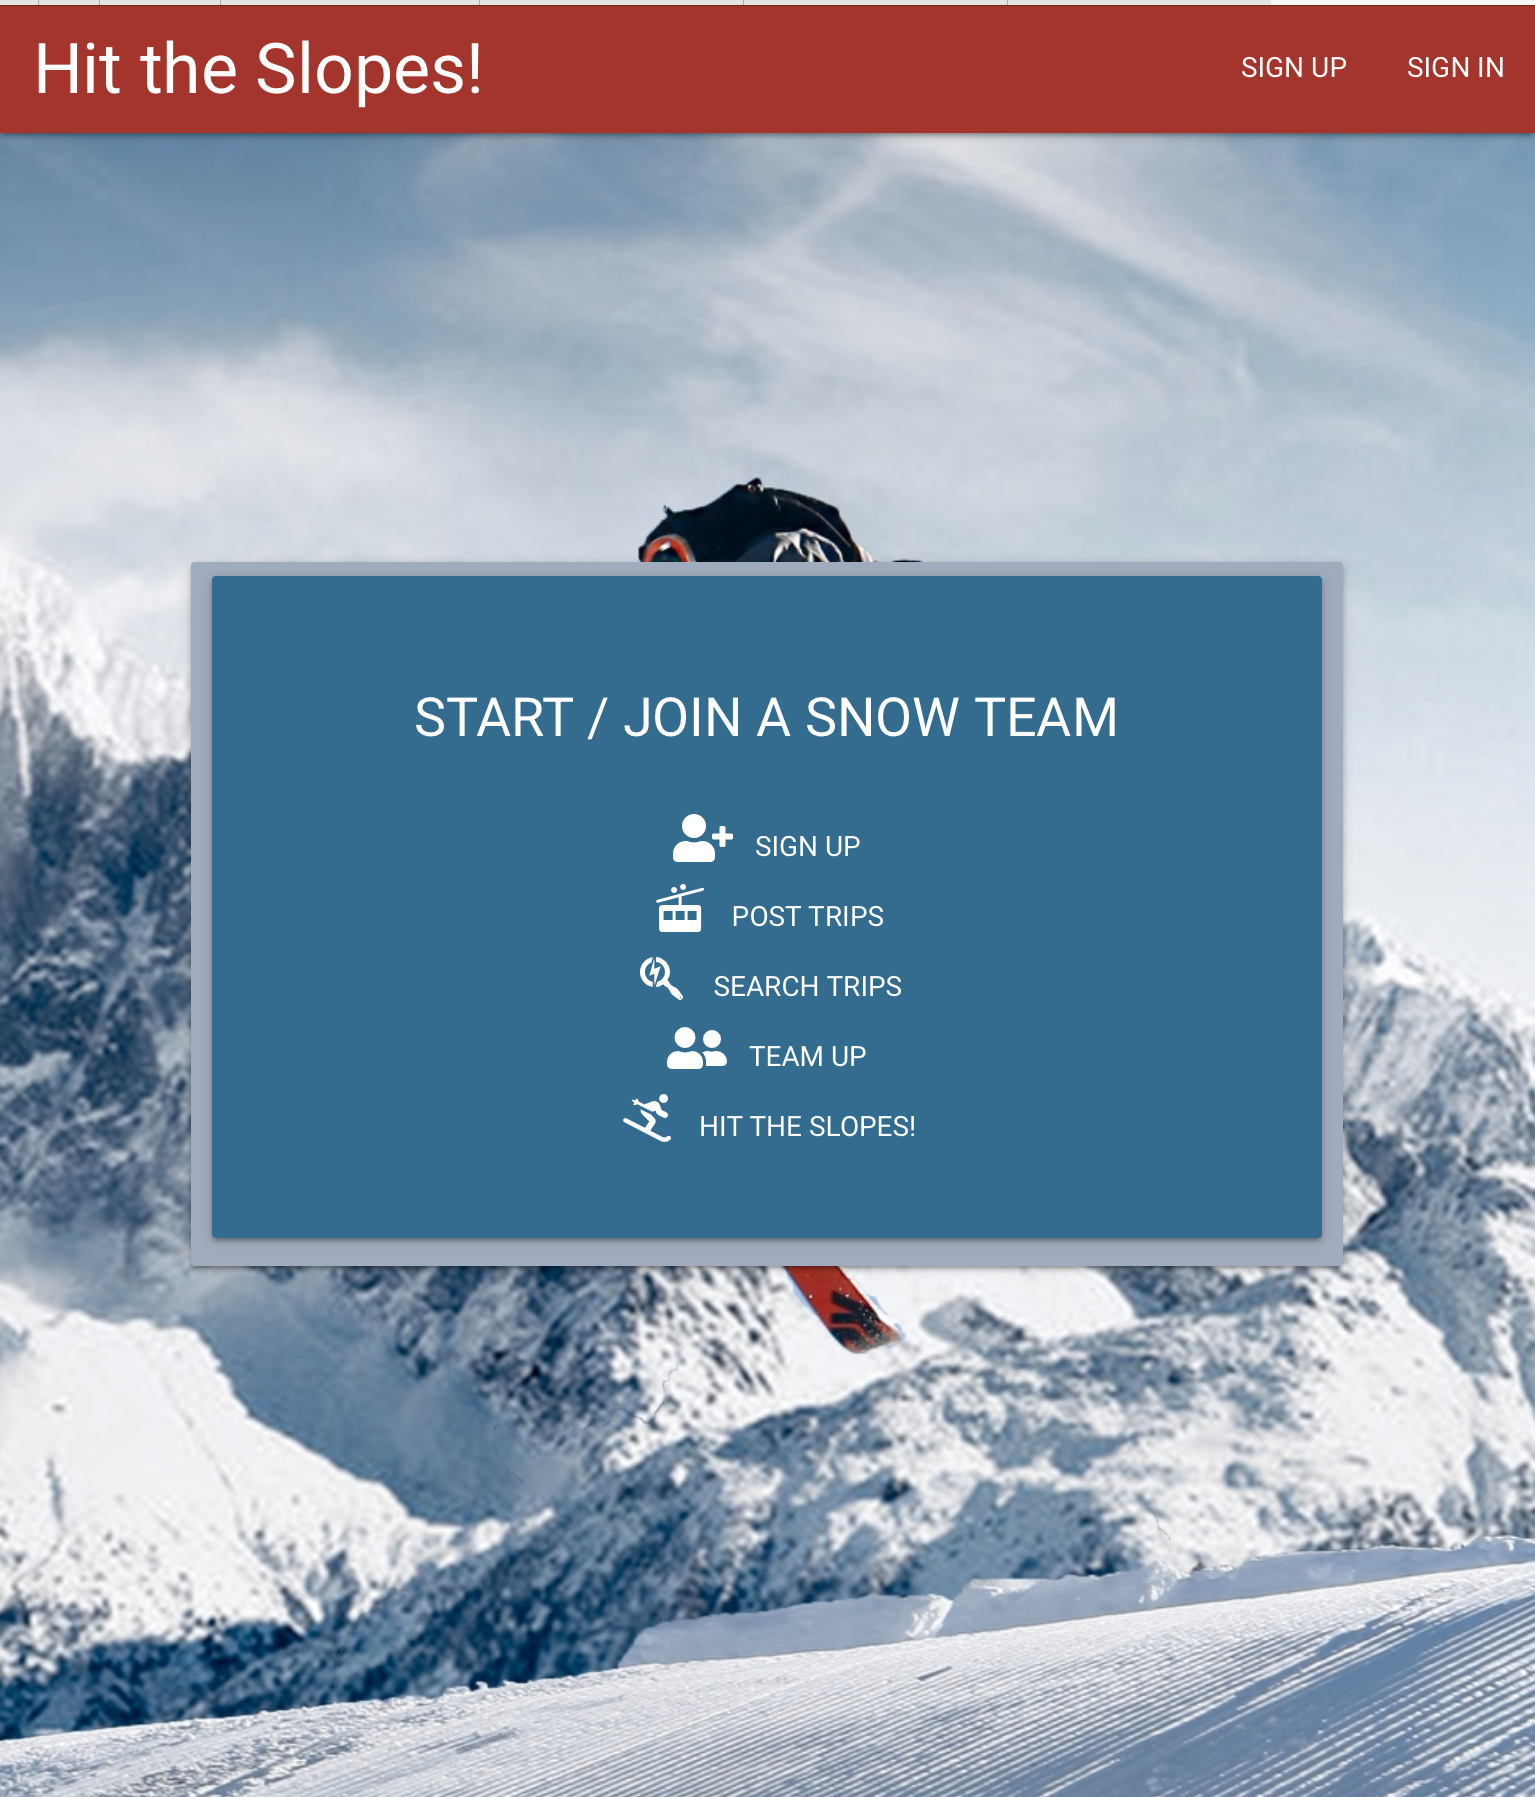 Hit the Slopes!
SIGN UP SIGN IN
START / JOIN A SNOW TEAM
SIGN UP
POST TRIPS
SEARCH TRIPS
TEAM UP
HIT THE SLOPES!